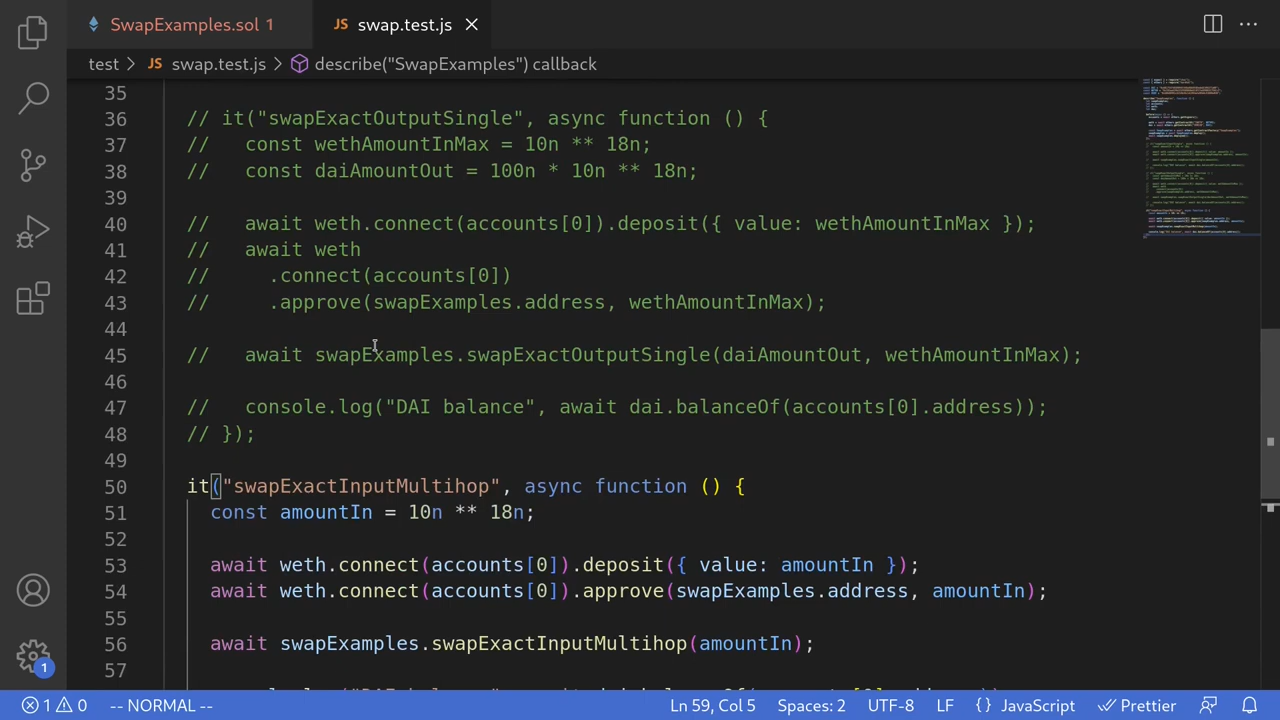 SwapExamples.sol 1
JS swap.test.js
test > JS swap.test.js > describe("SwapExamples") callback
35
36 // it("swapExactOutputSingle", async function () {
37 //   const wethAmountInMax = 10n ** 18n;
38 //   const daiAmountOut = 100n * 10n ** 18n;
39
40 //   await weth.connect(accounts[0]).deposit({ value: wethAmountInMax });
41 //   await weth
42 //     .connect(accounts[0])
43 //     .approve(swapExamples.address, wethAmountInMax);
44
45 //   await swapExamples.swapExactOutputSingle(daiAmountOut, wethAmountInMax);
46
47 //   console.log("DAI balance", await dai.balanceOf(accounts[0].address));
48 // });
49
50 it("swapExactInputMultihop", async function () {
51 const amountIn = 10n ** 18n;
52
53 await weth.connect(accounts[0]).deposit({ value: amountIn });
54 await weth.connect(accounts[0]).approve(swapExamples.address, amountIn);
55
56 await swapExamples.swapExactInputMultihop(amountIn);
57
1
1 0 -- NORMAL -- Ln 59, Col 5 Spaces: 2 UTF-8 LF {} JavaScript Prettier